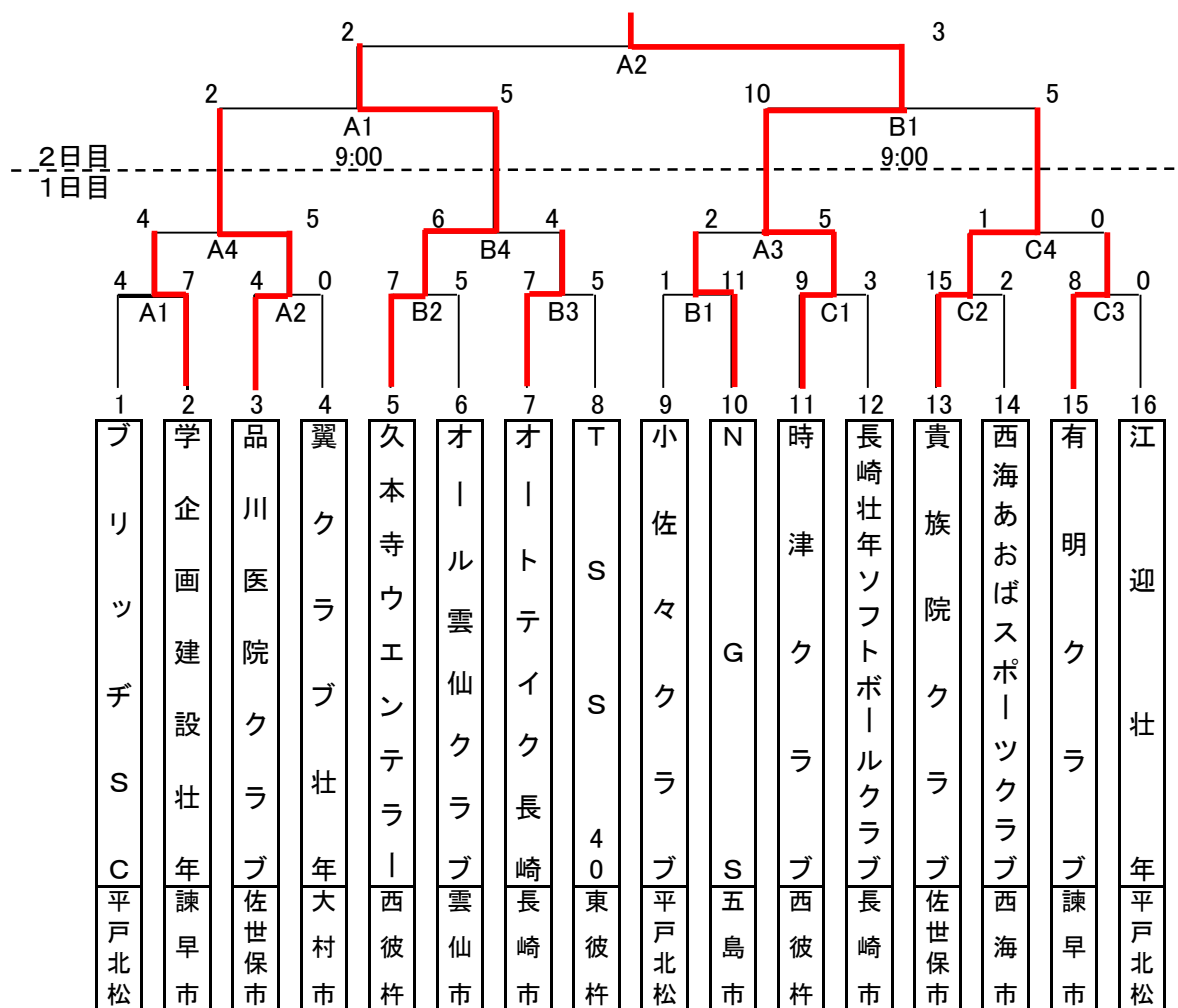 2 3
A2
2 5 10 5
A1 B1
2日目 9:00 9:00
1日目
4 5 6 4 2 5 1 0
A4 B4 A3 C4
4 7 4 0 7 5 7 5 1 11 9 3 15 2 8 0
A1 A2 B2 B3 B1 C1 C2 C3
1 2 3 4 5 6 7 8 9 10 11 12 13 14 15 16
ブリッヂSC
学企画建設壮年
品川医院クラブ
翼クラブ壮年
久本寺ウエンテラー
オール雲仙クラブ
オートテイク長崎
TSS40
小佐々クラブ
NGS
時津クラブ
長崎壮年ソフトボールクラブ
貴族院クラブ
西海あおばスポーツクラブ
有明クラブ
江迎壮年
平戸北松
諫早市
佐世保市
大村市
西彼杵
雲仙市
長崎市
東彼杵
平戸北松
五島市
西彼杵
長崎市
佐世保市
西海市
諫早市
平戸北松